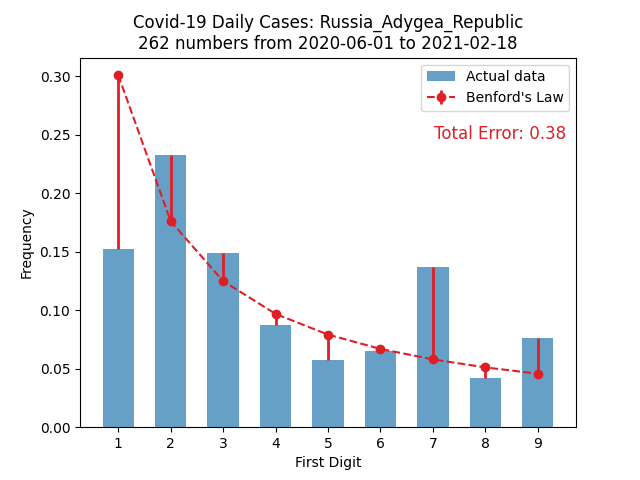 Covid-19 Daily Cases: Russia_Adygea_Republic
262 numbers from 2020-06-01 to 2021-02-18
Actual data
Benford's Law
Total Error: 0.38
Frequency
0.30
0.25
0.20
0.15
0.10
0.05
0.00
1 2 3 4 5 6 7 8 9
First Digit